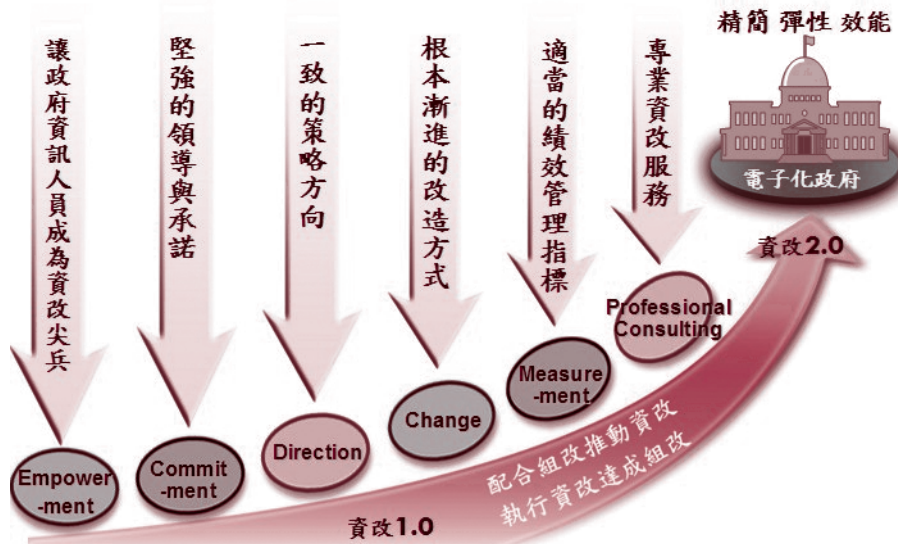 精簡 彈性 效能
電子化政府
讓政府資訊人員成為資改尖兵
堅強的領導與承諾
一致的策略方向
根本漸進的改造方式
適當的績效管理指標
專業資改服務
Empower
-ment
Commit
-ment
Direction
Change
Measure
-ment
Professional
Consulting
資改1.0
配合組改推動資改
執行資改達成組改
資改2.0